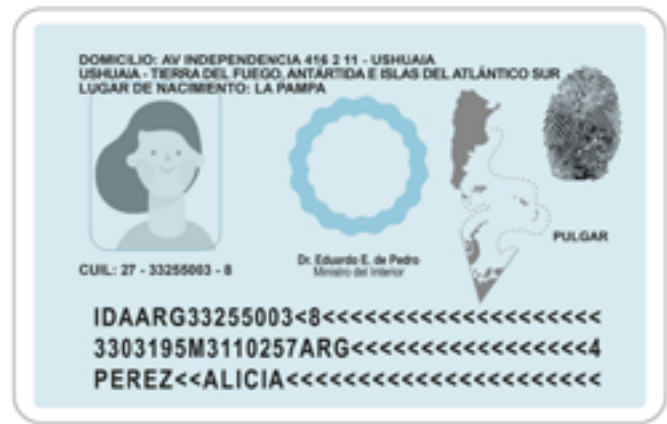 DOMICILIO: AV INDEPENDENCIA 416 2 11 - USHUAIA
USHUAIA - TIERRA DEL FUEGO, ANTÁRTIDA E ISLAS DEL ATLÁNTICO SUR
LUGAR DE NACIMIENTO: LA PAMPA
PULGAR
CUIL: 27 - 33255003 - 8
Dr. Eduardo E. de Pedro
Ministro del Interior
IDAARG33255003<8<<<<<<<<<<<<<<<<<<<<<
3303195M3110257ARG<<<<<<<<<<<<<<<<<<4
PEREZ<<ALICIA<<<<<<<<<<<<<<<<<<<<<<<<